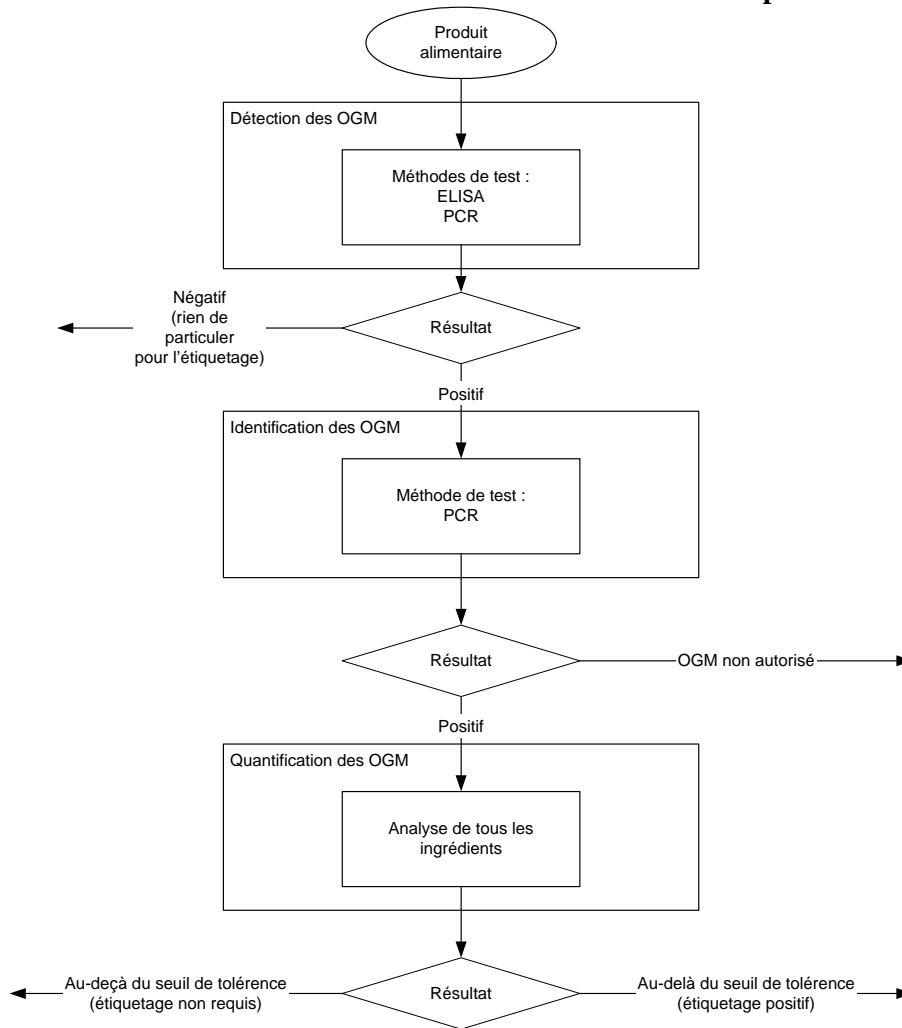 Produit
alimentaire
Détection des OGM
Méthodes de test :
ELISA
PCR
Négatif
(rien de
particuler
pour l'étiquetage)
Résultat
Positif
Identification des OGM
Méthode de test :
PCR
Résultat
OGM non autorisé
Positif
Quantification des OGM
Analyse de tous les
ingrédients
Au-deçà du seuil de tolérence
(étiquetage non requis)
Résultat
Au-delà du seuil de tolérence
(étiquetage positif)